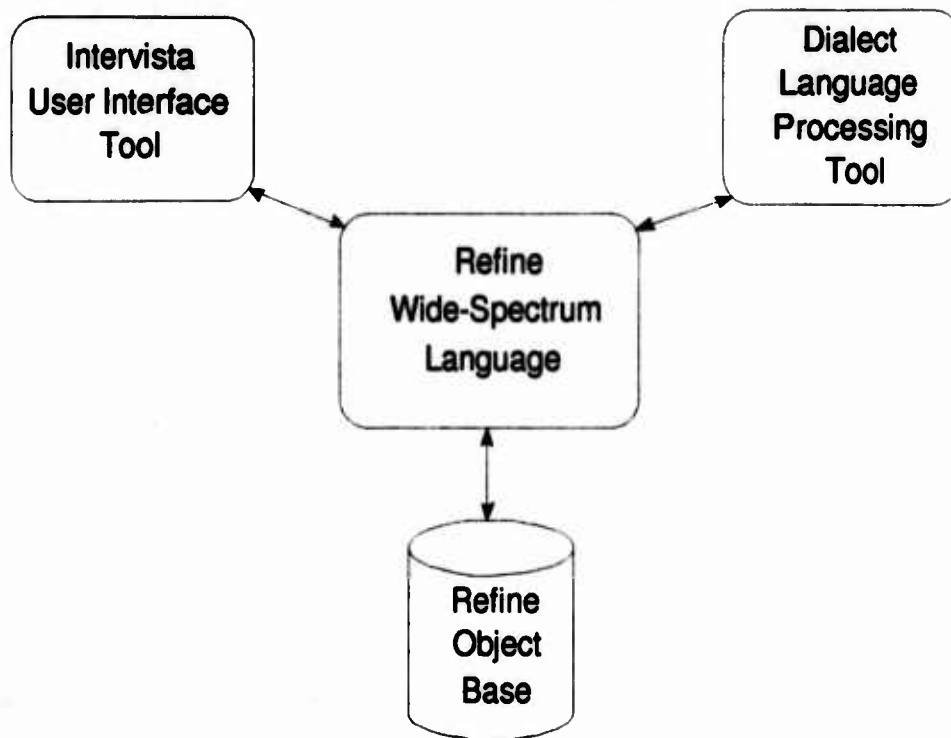 Intervista
User Interface
Tool
Dialect
Language
Processing
Tool
Refine
Wide-Spectrum
Language
Refine
Object
Base